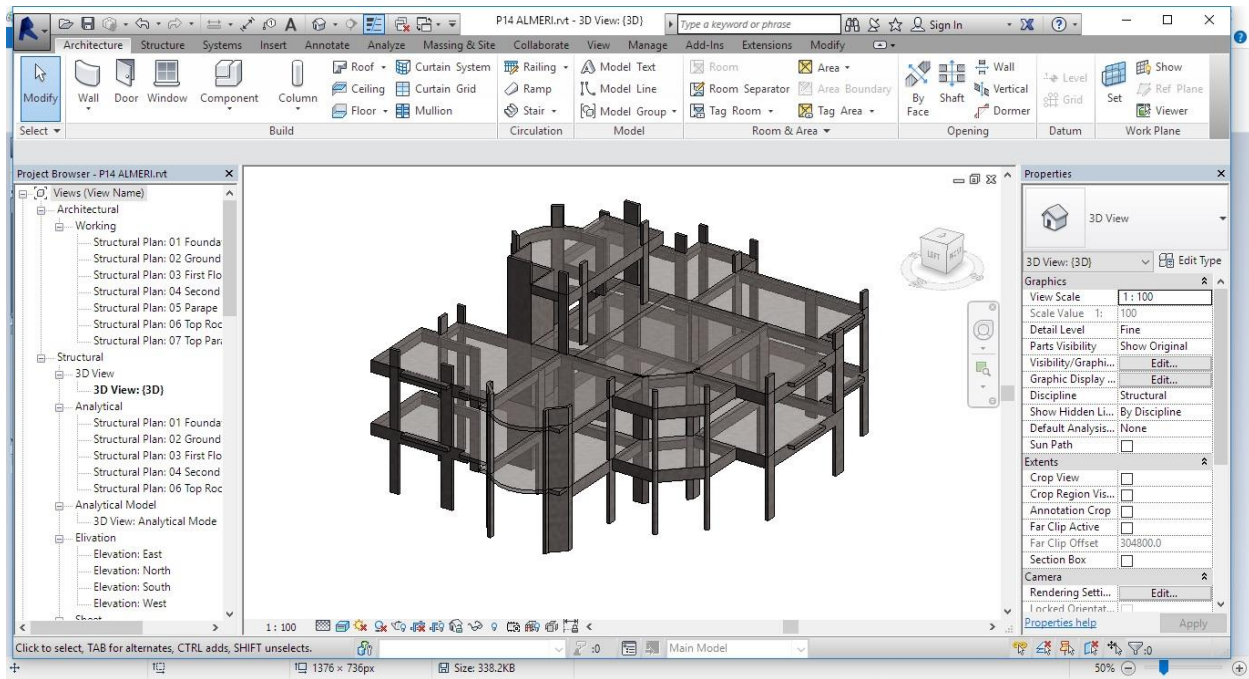 P14 ALMERI.rvt - 3D View: {3D}
Type a keyword or phrase
Sign In
Architecture Structure Systems Insert Annotate Analyze Massing & Site Collaborate View Manage Add-Ins Extensions Modify
Modify
Wall Door Window Component Column
Roof Curtain System
Ceiling Curtain Grid
Floor Mullion
Railing
Ramp
Stair
Model Text
Model Line
Model Group
Room
Room Separator
Tag Room
Area
Area Boundary
Tag Area
By Face
Shaft
Wall
Vertical
Dormer
Level
Grid
Set
Show
Ref Plane
Viewer
Select Build Circulation Model Room & Area Opening Datum Work Plane
Project Browser - P14 ALMERI.rvt
Views (View Name)
Architectural
Working
Structural Plan: 01 Founda
Structural Plan: 02 Ground
Structural Plan: 03 First Flo
Structural Plan: 04 Second
Structural Plan: 05 Parape
Structural Plan: 06 Top Roc
Structural Plan: 07 Top Par
Structural
3D View
3D View: {3D}
Analytical
Structural Plan: 01 Founda
Structural Plan: 02 Ground
Structural Plan: 03 First Flo
Structural Plan: 04 Second
Structural Plan: 06 Top Roc
Analytical Model
3D View: Analytical Mode
Elivation
Elevation: East
Elevation: North
Elevation: South
Elevation: West
Sheet
LEFT
Properties
3D View
3D View: {3D} Edit Type
Graphics
View Scale 1 : 100
Scale Value 1: 100
Detail Level Fine
Parts Visibility Show Original
Visibility/Graphi... Edit...
Graphic Display ... Edit...
Discipline Structural
Show Hidden Li... By Discipline
Default Analysis... None
Sun Path
Extents
Crop View
Crop Region Vis...
Annotation Crop
Far Clip Active
Far Clip Offset 304800.0
Section Box
Camera
Rendering Setti... Edit...
Locked Orientat...
Properties help Apply
1 : 100
Click to select, TAB for alternates, CTRL adds, SHIFT unselects.
:0
Main Model
:0
1376 × 736px
Size: 338.2KB
50%